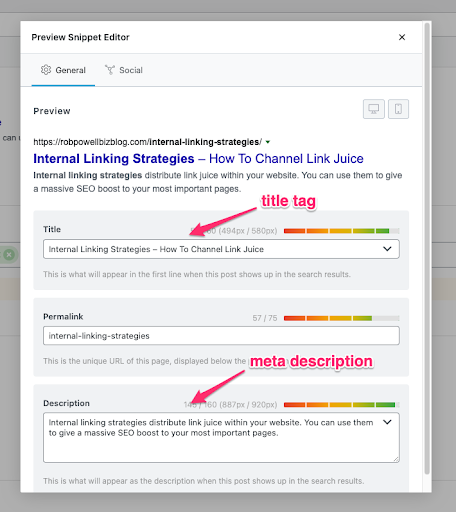 Preview Snippet Editor
General
Social
Preview
https://robpowellbizblog.com/internal-linking-strategies/
Internal Linking Strategies – How To Channel Link Juice
Internal linking strategies distribute link juice within your website. You can use them to give
a massive SEO boost to your most important pages.
title tag
Title
(494px / 580px)
Internal Linking Strategies – How To Channel Link Juice
This is what will appear in the first line when this post shows up in the search results.
Permalink
57 / 75
internal-linking-strategies
This is the unique URL of this page, displayed below the
meta description
Description
/ 160 (887px / 920px)
Internal linking strategies distribute link juice within your website. You can use them
to give a massive SEO boost to your most important pages.
This is what will appear as the description when this post shows up in the search results.